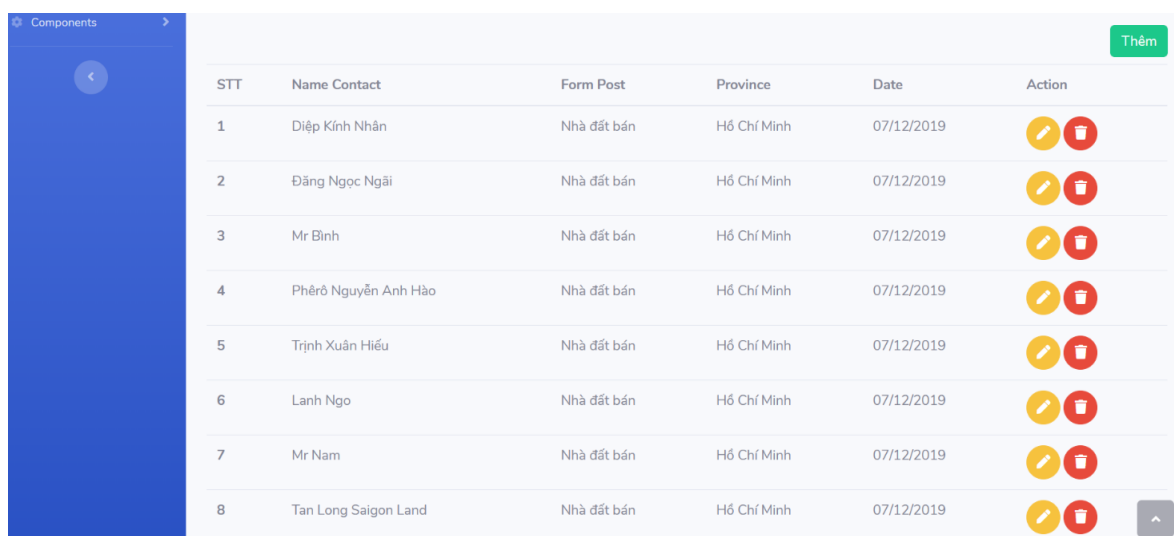 Components
Thêm
STT Name Contact Form Post Province Date Action
1 Diệp Kính Nhân Nhà đất bán Hồ Chí Minh 07/12/2019
2 Đăng Ngọc Ngãi Nhà đất bán Hồ Chí Minh 07/12/2019
3 Mr Bình Nhà đất bán Hồ Chí Minh 07/12/2019
4 Phêrô Nguyễn Anh Hào Nhà đất bán Hồ Chí Minh 07/12/2019
5 Trịnh Xuân Hiếu Nhà đất bán Hồ Chí Minh 07/12/2019
6 Lanh Ngo Nhà đất bán Hồ Chí Minh 07/12/2019
7 Mr Nam Nhà đất bán Hồ Chí Minh 07/12/2019
8 Tan Long Saigon Land Nhà đất bán Hồ Chí Minh 07/12/2019